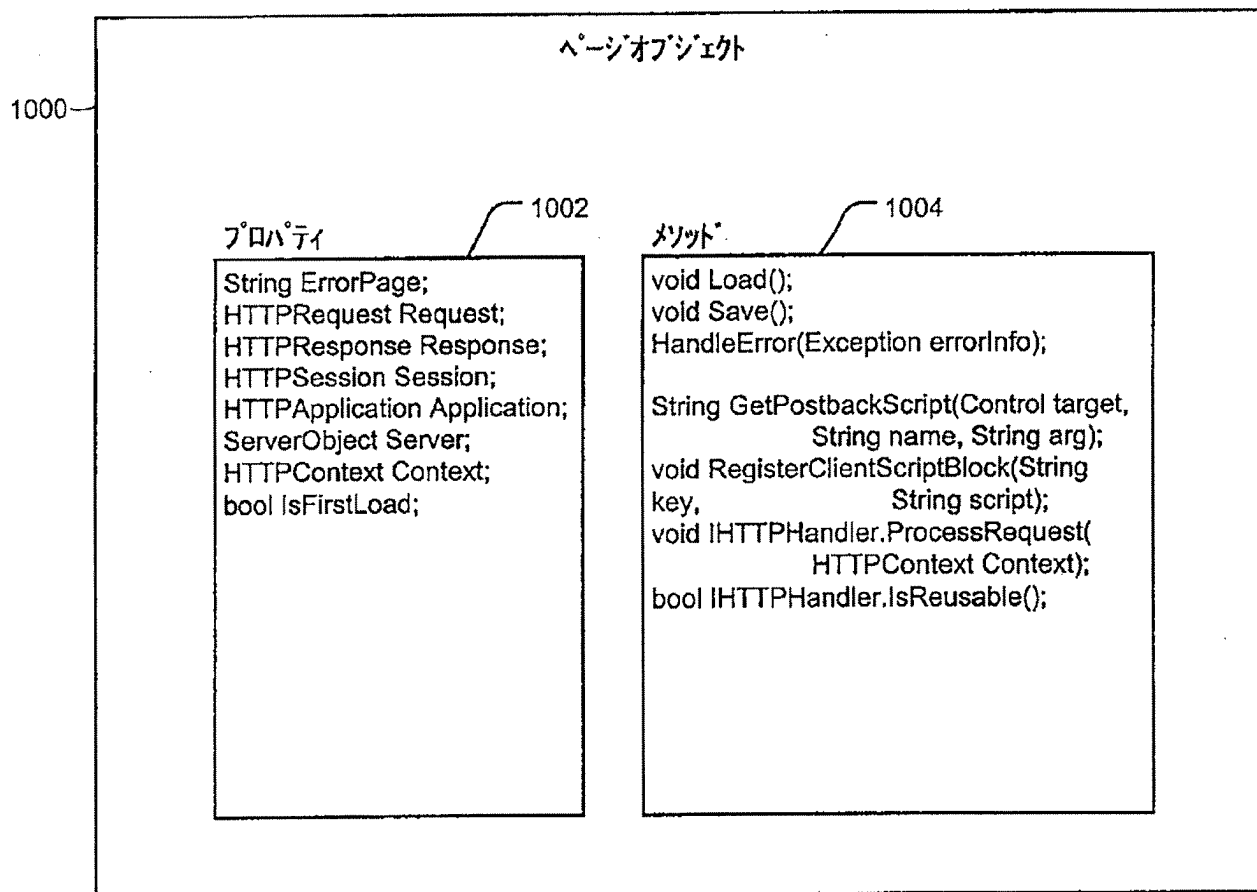 ページオブジェクト
1000
1002
プロパティ
String ErrorPage;
HTTPRequest Request;
HTTPResponse Response;
HTTPSession Session;
HTTPApplication Application;
ServerObject Server;
HTTPContext Context;
bool IsFirstLoad;
1004
メソッド
void Load();
void Save();
HandleError(Exception errorInfo);
String GetPostbackScript(Control target,
String name, String arg);
void RegisterClientScriptBlock(String
key, String script);
void IHTTPHandler.ProcessRequest(
HTTPContext Context);
bool IHTTPHandler.IsReusable();